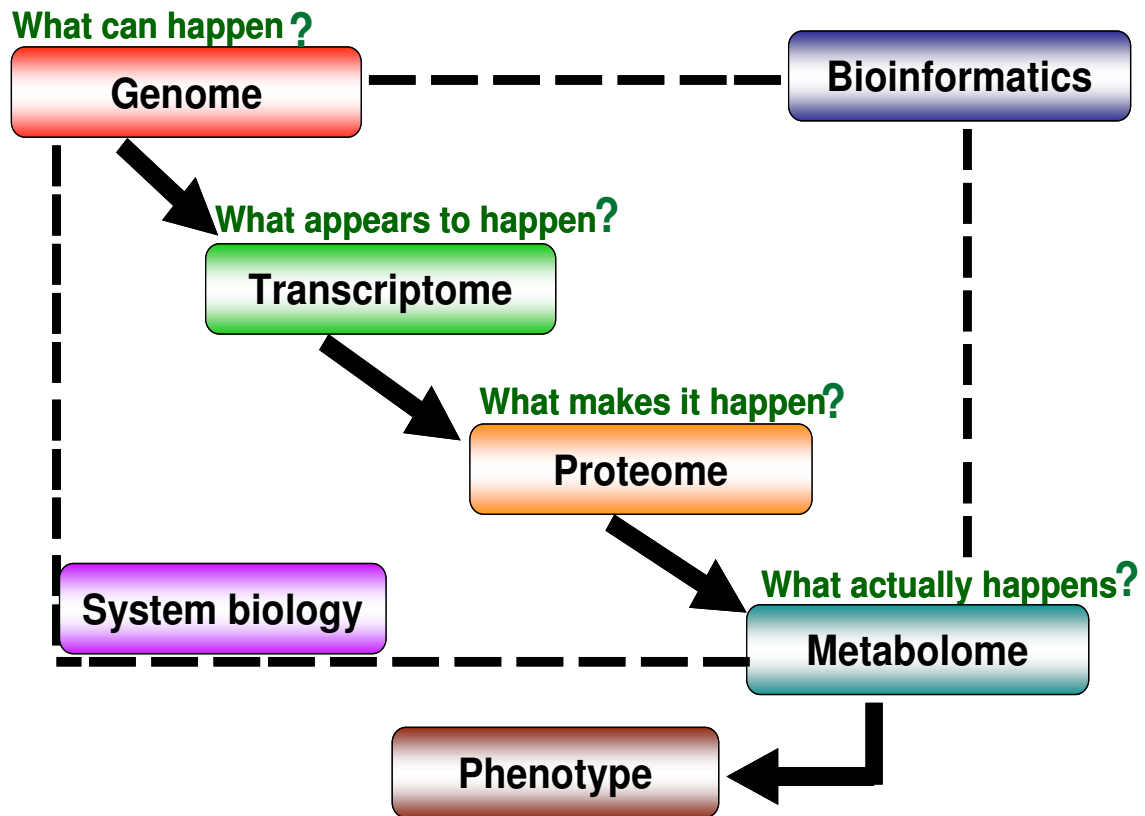 What can happen ?
Genome
Bioinformatics
What appears to happen?
Transcriptome
What makes it happen?
Proteome
What actually happens?
System biology
Metabolome
Phenotype